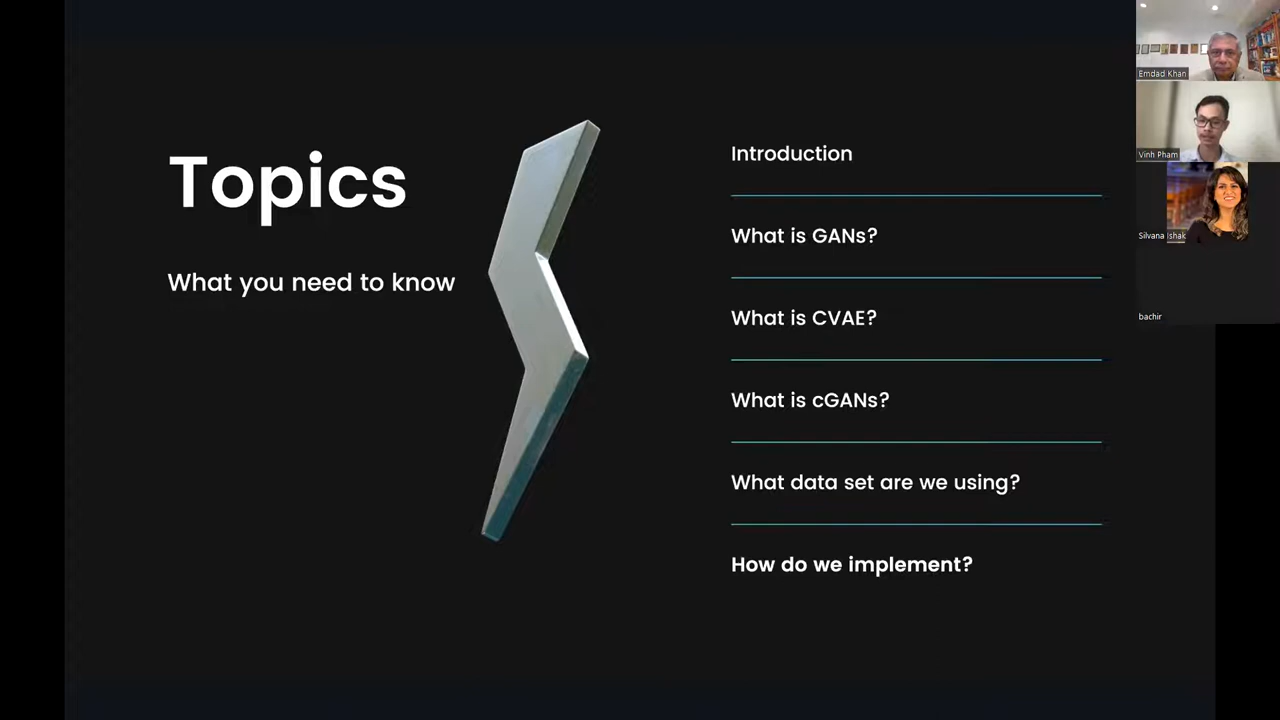 Topics
What you need to know
Introduction
What is GANs?
What is CVAE?
What is cGANs?
What data set are we using?
How do we implement?
Emdad Khan
Vinh Pham
Silvana Ishak
bachir